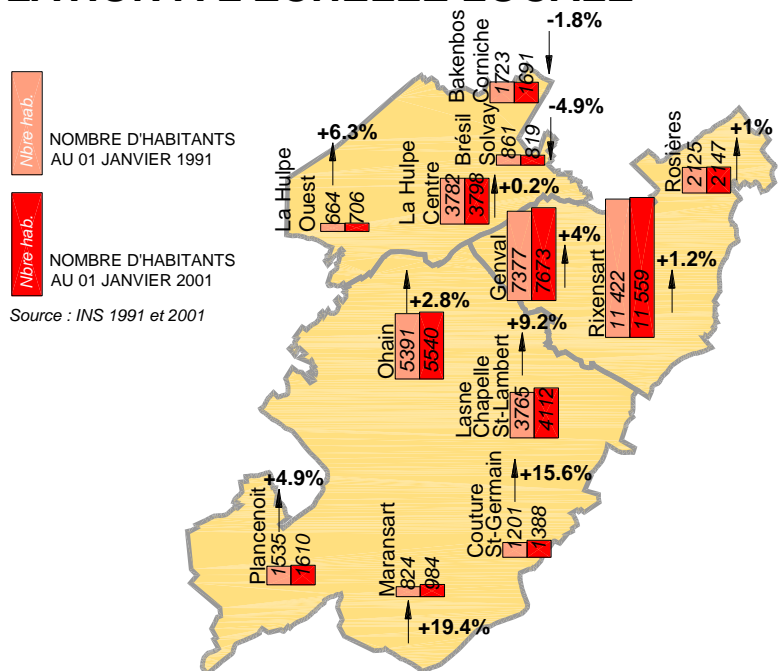 Nbre hab.
NOMBRE D'HABITANTS
AU 01 JANVIER 1991
Nbre hab.
NOMBRE D'HABITANTS
AU 01 JANVIER 2001
Source : INS 1991 et 2001
Bakenbos
Corniche
1723
1691
-1.8%
Brésil
Solvay
861
819
-4.9%
La Hulpe
Ouest
664
706
+6.3%
La Hulpe
Centre
3782
3798
+0.2%
Rosières
2125
2147
+1%
Genval
7377
7673
+4%
Rixensart
11 422
11 559
+1.2%
Ohain
5391
5540
+2.8%
Lasne
Chapelle
St-Lambert
3765
4112
+9.2%
Couture
St-Germain
1201
1388
+15.6%
Plancenoit
1535
1610
+4.9%
Maransart
824
984
+19.4%